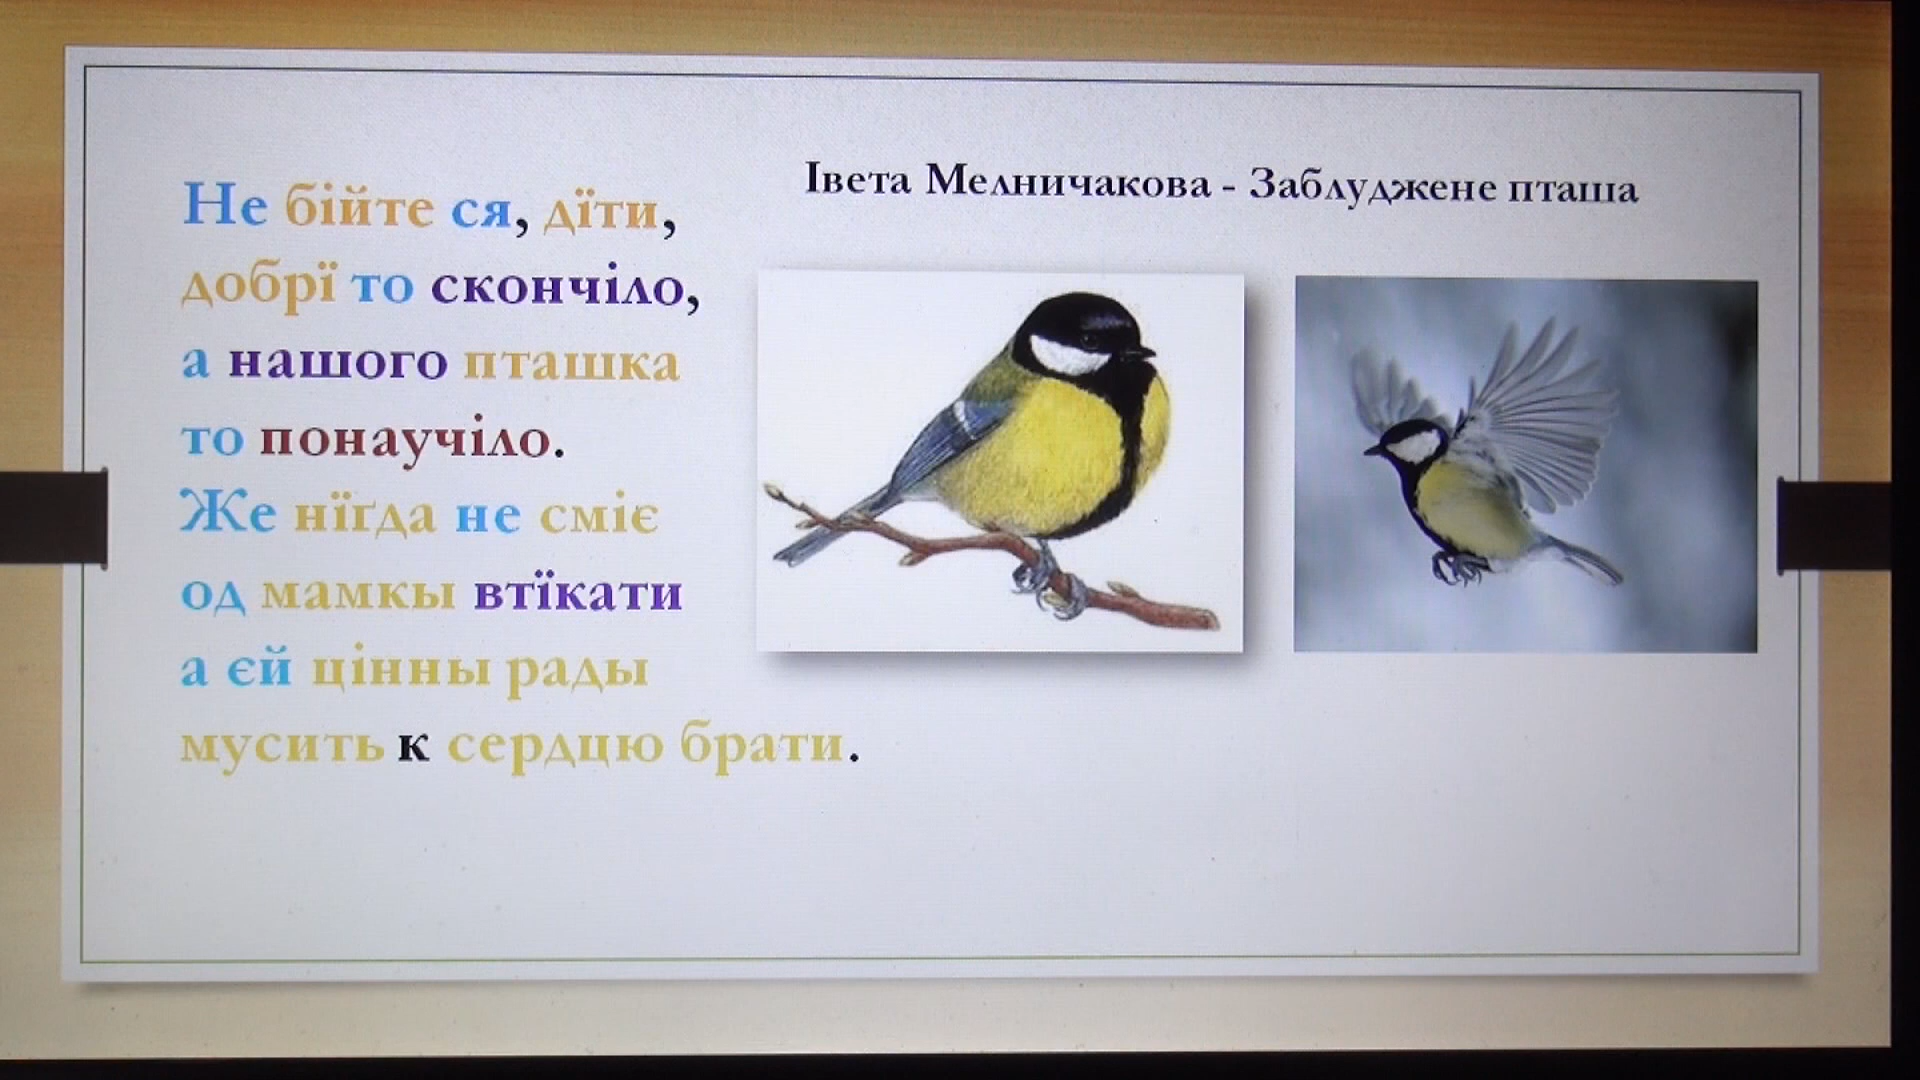 Івета Мелничакова - Заблуджене пташа
Не бійте ся, дїти,
добрї то скончіло,
а нашого пташка
то понаучіло.
Же нїґда не сміє
од мамкы втїкати
а єй цінны рады
мусить к сердцю брати.